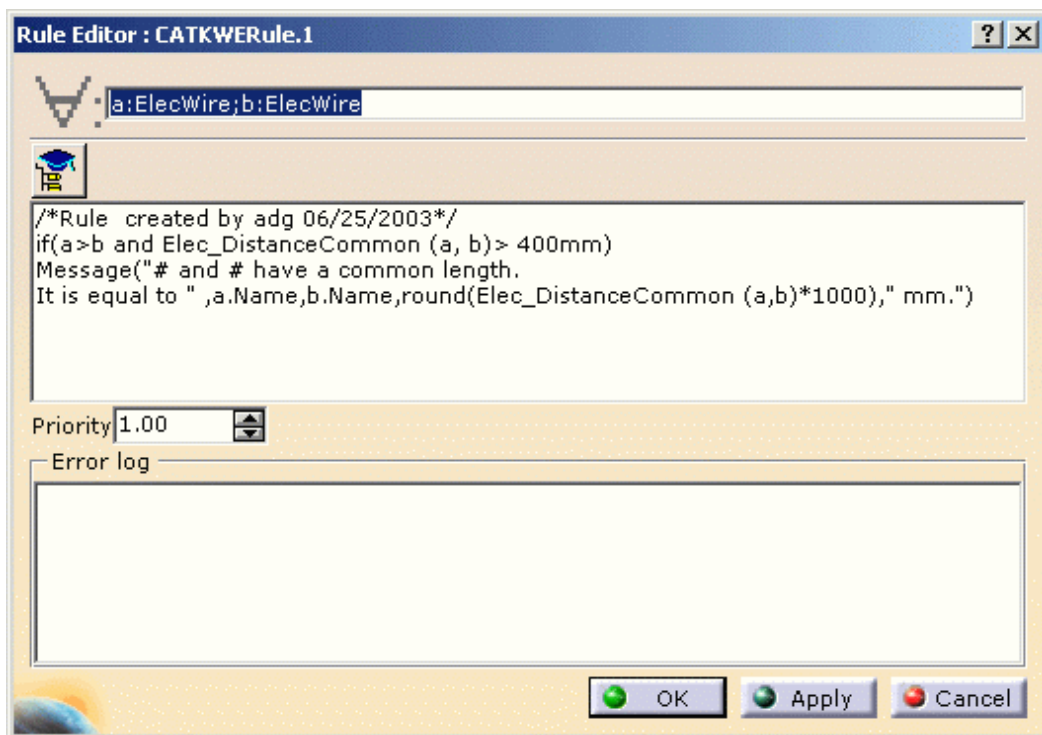 Rule Editor : CATKWERule.1
a:ElecWire;b:ElecWire
/*Rule  created by adg 06/25/2003*/
if(a>b and Elec_DistanceCommon (a, b)> 400mm)
Message("# and # have a common length.
It is equal to " ,a.Name,b.Name,round(Elec_DistanceCommon (a,b)*1000)," mm.")
Priority 1.00
Error log
OK Apply Cancel